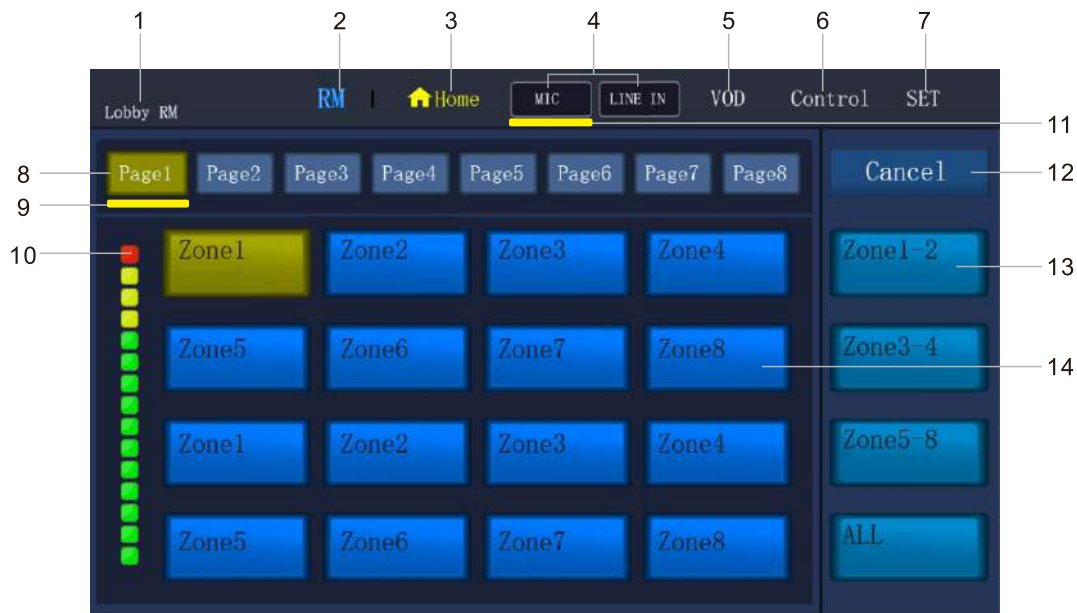 1 2 3 4 5 6 7
Lobby RM RM Home MIC LINE IN VOD Control SET
11
8 Page1 Page2 Page3 Page4 Page5 Page6 Page7 Page8 Cancel 12
9
10 Zone1 Zone2 Zone3 Zone4 Zone1-2 13
Zone5 Zone6 Zone7 Zone8 Zone3-4 14
Zone1 Zone2 Zone3 Zone4 Zone5-8
Zone5 Zone6 Zone7 Zone8 ALL